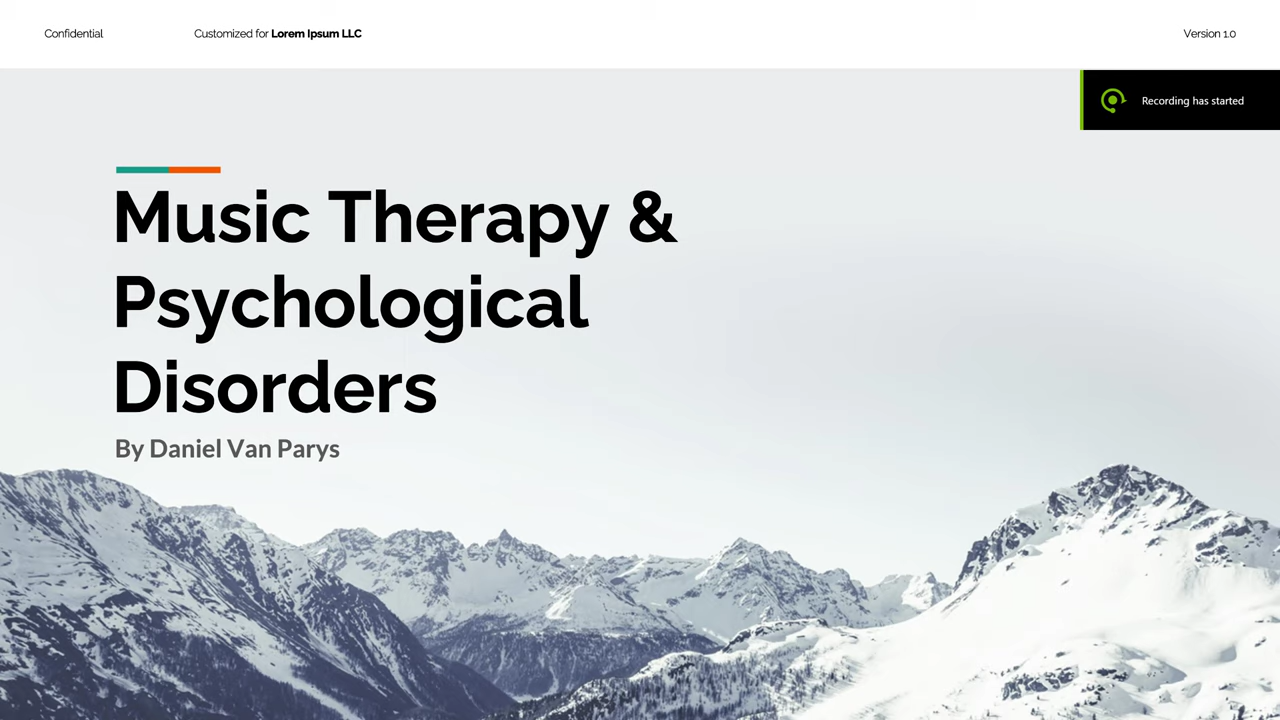 Confidential
Customized for Lorem Ipsum LLC
Version 1.0
Recording has started
Music Therapy &
Psychological
Disorders
By Daniel Van Parys